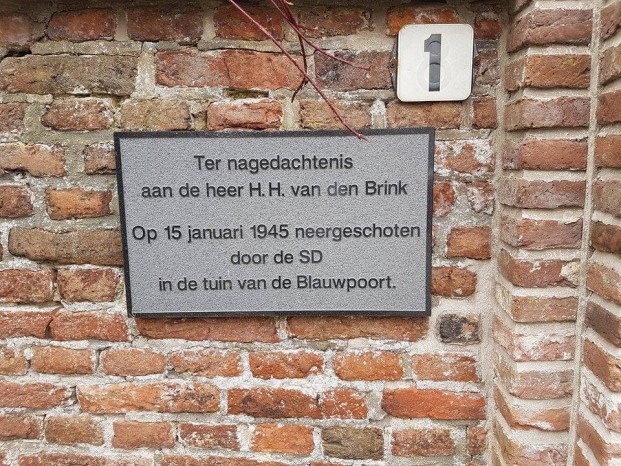 1
Ter nagedachtenis
aan de heer H.H. van den Brink
Op 15 januari 1945 neergeschoten
door de SD
in de tuin van de Blauwpoort.